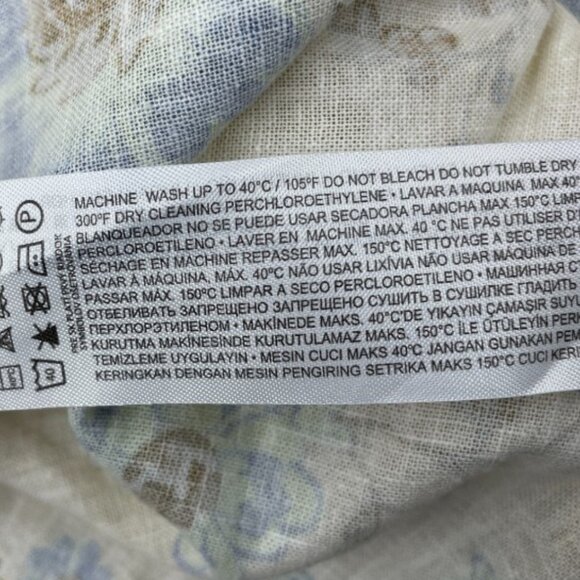 MACHINE WASH UP TO 40°C / 105°F DO NOT BLEACH DO NOT TUMBLE DRY
300°F DRY CLEANING PERCHLOROETHYLENE • LAVAR A MAQUINA MAX 40°
BLANQUEADOR NO SE PUEDE USAR SECADORA PLANCHA MAX 150°C LIMP
PERCLOROETILENO • LAVER EN MACHINE MAX. 40 °C NE PAS UTILISER DE
SÉCHAGE EN MACHINE REPASSER MAX. 150°C NETTOYAGE A SEC PERCH
LAVAR À MÁQUINA, MÁX. 40°C NÃO USAR LIXÍVIA NÃO USAR MÁQUINA DE
PASSAR MÁX. 150°C LIMPAR A SECO PERCLOROETILENO • МАШИННАЯ С
ОТБЕЛИВАТЬ ЗАПРЕЩЕНО ЗАПРЕЩЕНО СУШИТЬ В СУШИЛКЕ ГЛАДИТЬ
ПЕРХЛОРЭТИЛЕНОМ • MAKİNEDE MAKS. 40°C'DE YIKAYIN ÇAMAŞIR SUYU
KURUTMA MAKİNESİNDE KURUTULAMAZ MAKS. 150°C İLE ÜTÜLEYİN PER
TEMİZLEME UYGULAYIN • MESIN CUCI MAKS 40°C JANGAN GUNAKAN PEM
KERINGKAN DENGAN MESIN PENGIRING SETRIKA MAKS 150°C CUCI KER
P
40